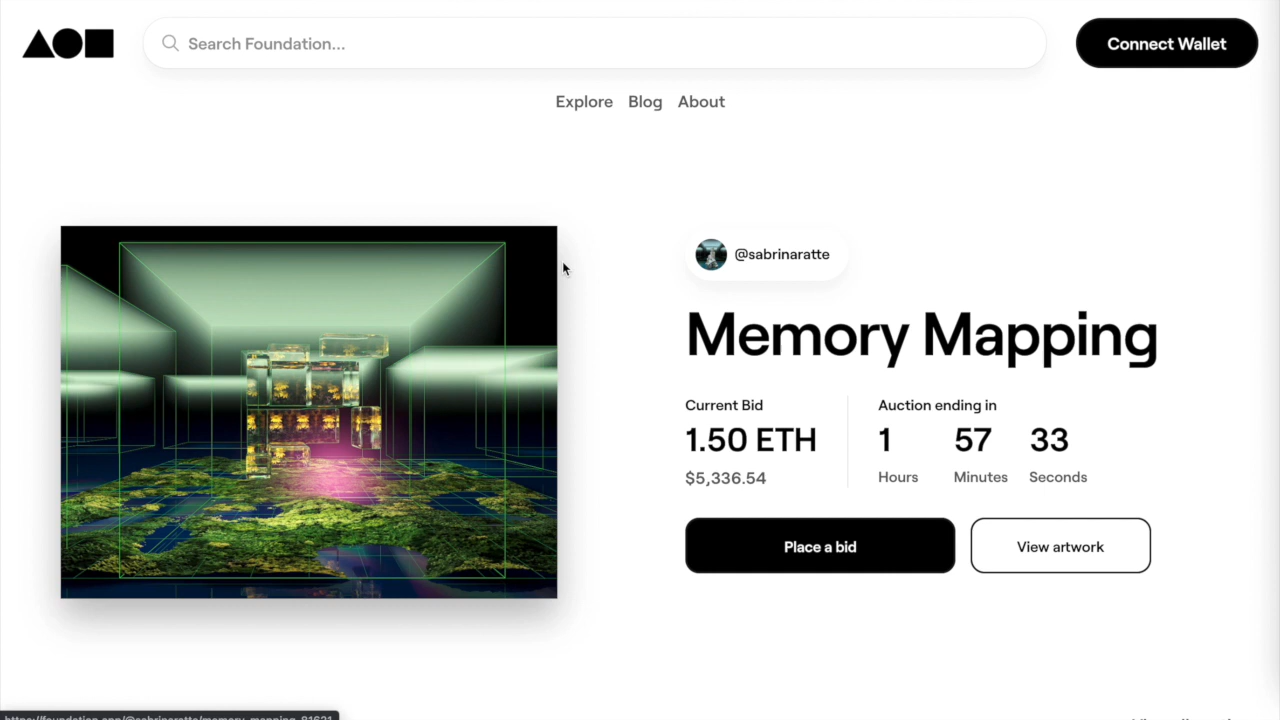 Search Foundation...
Connect Wallet
Explore Blog About
@sabrinaratte
Memory Mapping
Current Bid
1.50 ETH
$5,336.54
Auction ending in
1 57 33
Hours Minutes Seconds
Place a bid
View artwork